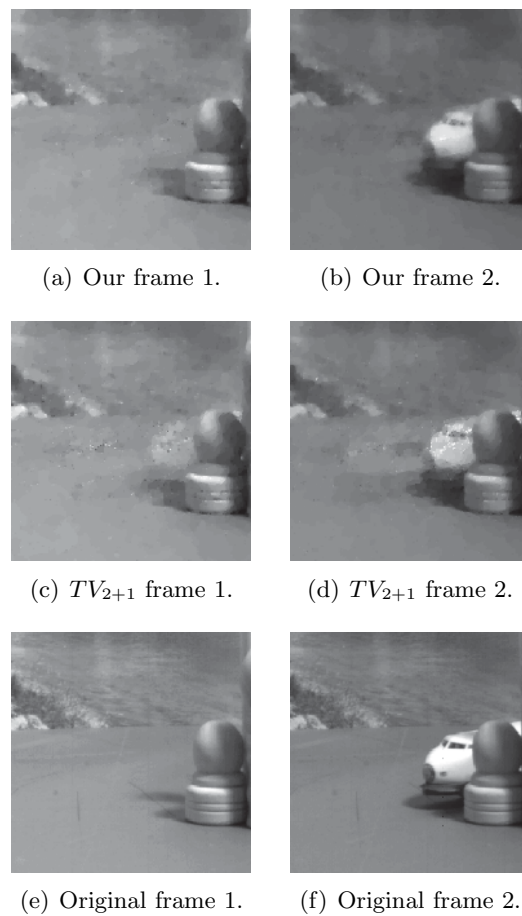 (a) Our frame 1.
(b) Our frame 2.
(c) TV₂₊₁ frame 1.
(d) TV₂₊₁ frame 2.
(e) Original frame 1.
(f) Original frame 2.